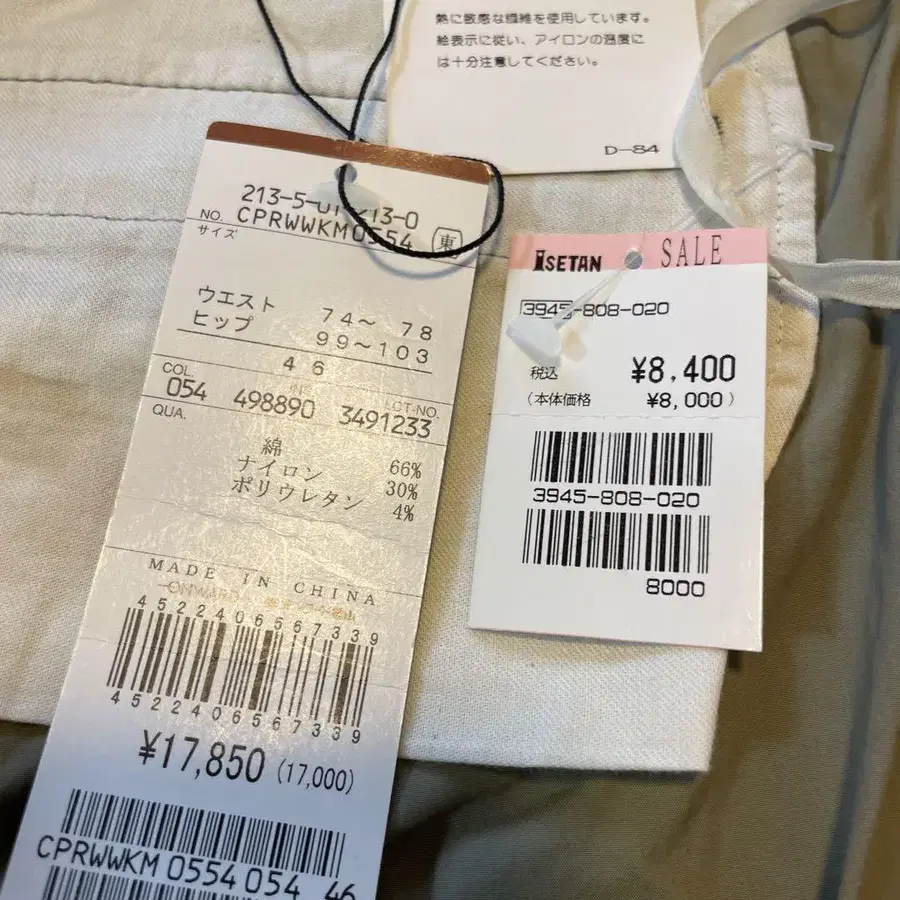 熱に敏感な繊維を使用しています。
絵表示に従い、アイロンの温度に
は十分注意してください。
D-84
213-5-
13-0
NO. CPRWWKM0554 東
サイズ
ウエスト 74～ 78
ヒップ 99～103
46
COL.
054 498890 3491233
LOT-NO.
QUA.
綿 66%
ナイロン 30%
ポリウレタン 4%
MADE IN CHINA
ONWARD
4522406567339
4522406567339
¥17,850 (17,000)
CPRWWKM 0554 054 46
ISETAN SALE
3945-808-020
税込 ¥8,400
(本体価格 ¥8,000)
3945-808-020
8000